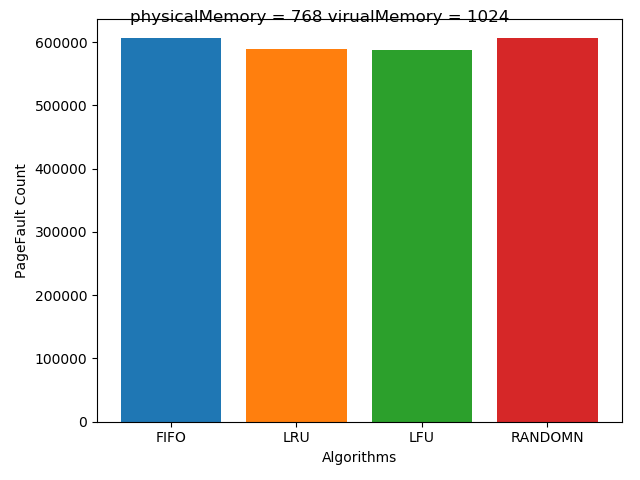 physicalMemory = 768 virualMemory = 1024
PageFault Count
600000
500000
400000
300000
200000
100000
0
FIFO
LRU
LFU
RANDOMN
Algorithms